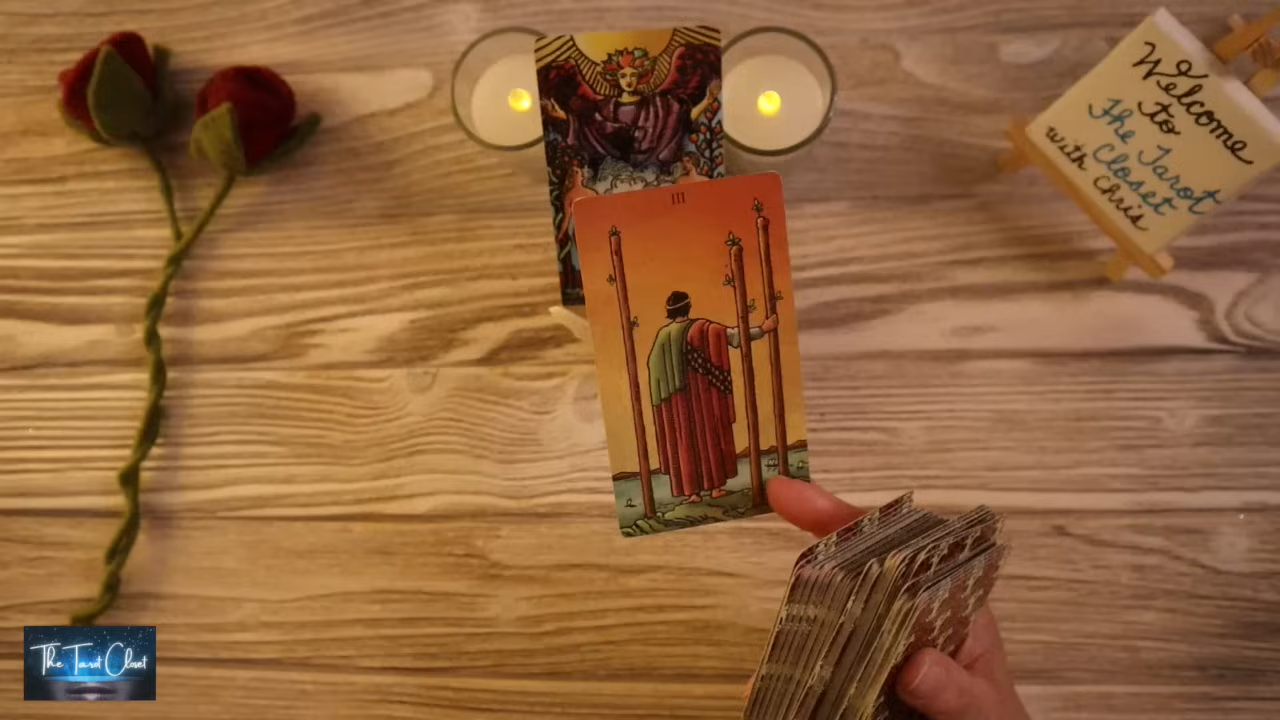 Welcome
to
The Tarot
Closet
with Chris
III
The Tarot Closet